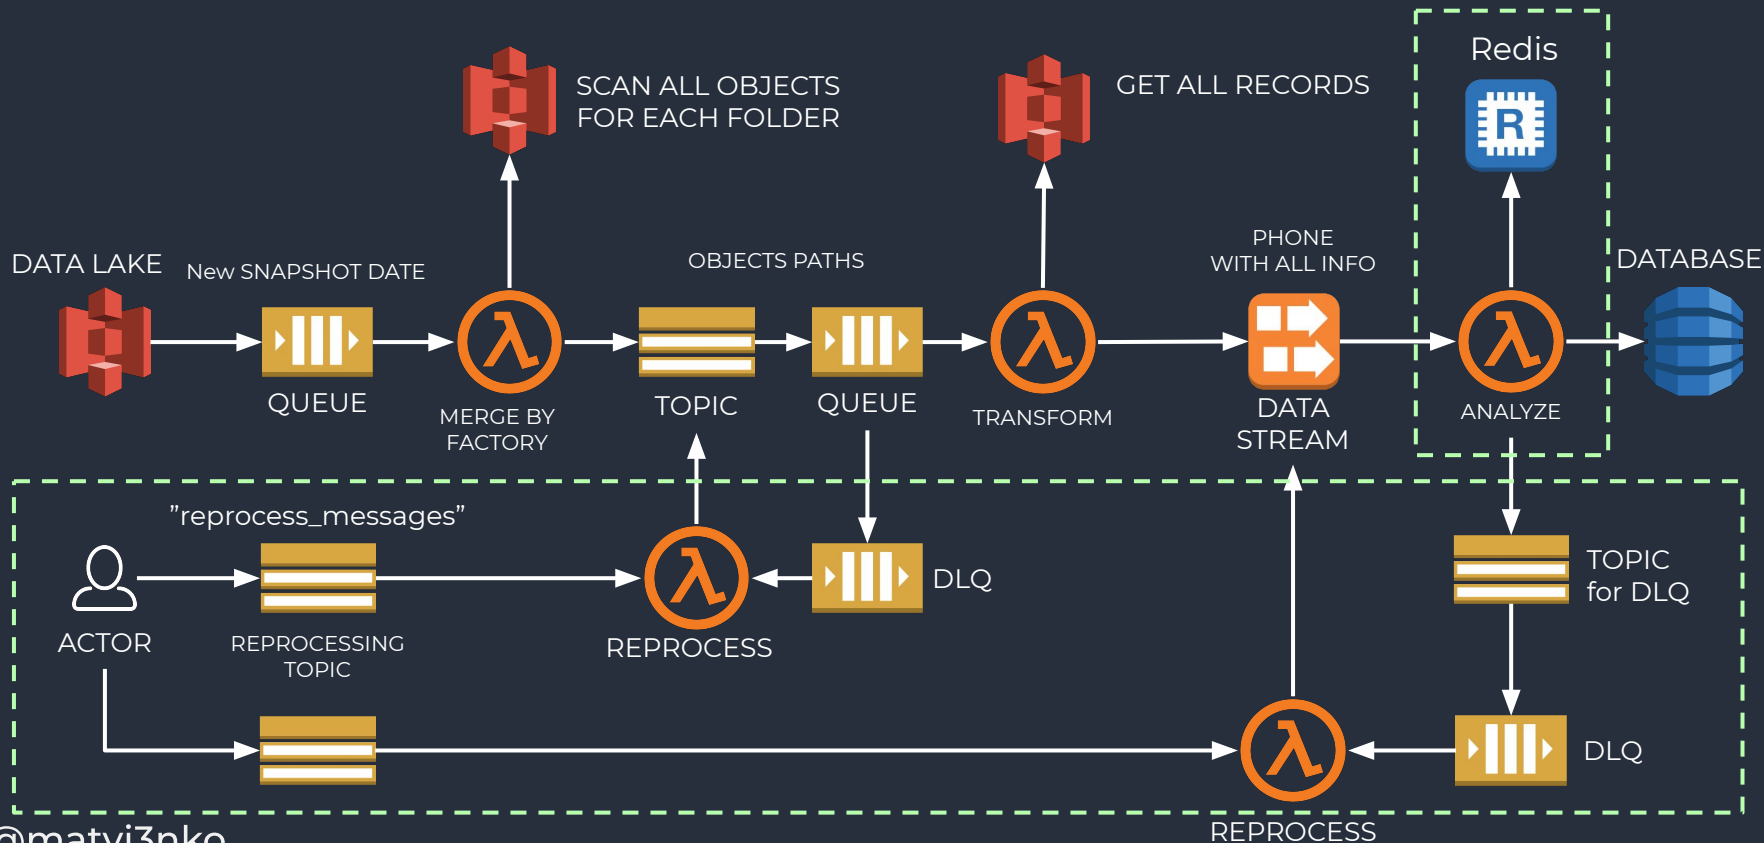 Redis
SCAN ALL OBJECTS
FOR EACH FOLDER
GET ALL RECORDS
R
DATA LAKE
New SNAPSHOT DATE
OBJECTS PATHS
PHONE
WITH ALL INFO
DATABASE
QUEUE
MERGE BY
FACTORY
TOPIC
QUEUE
TRANSFORM
DATA
STREAM
ANALYZE
”reprocess_messages”
ACTOR
REPROCESSING
TOPIC
REPROCESS
DLQ
TOPIC
for DLQ
DLQ
REPROCESS
@matvi3nko